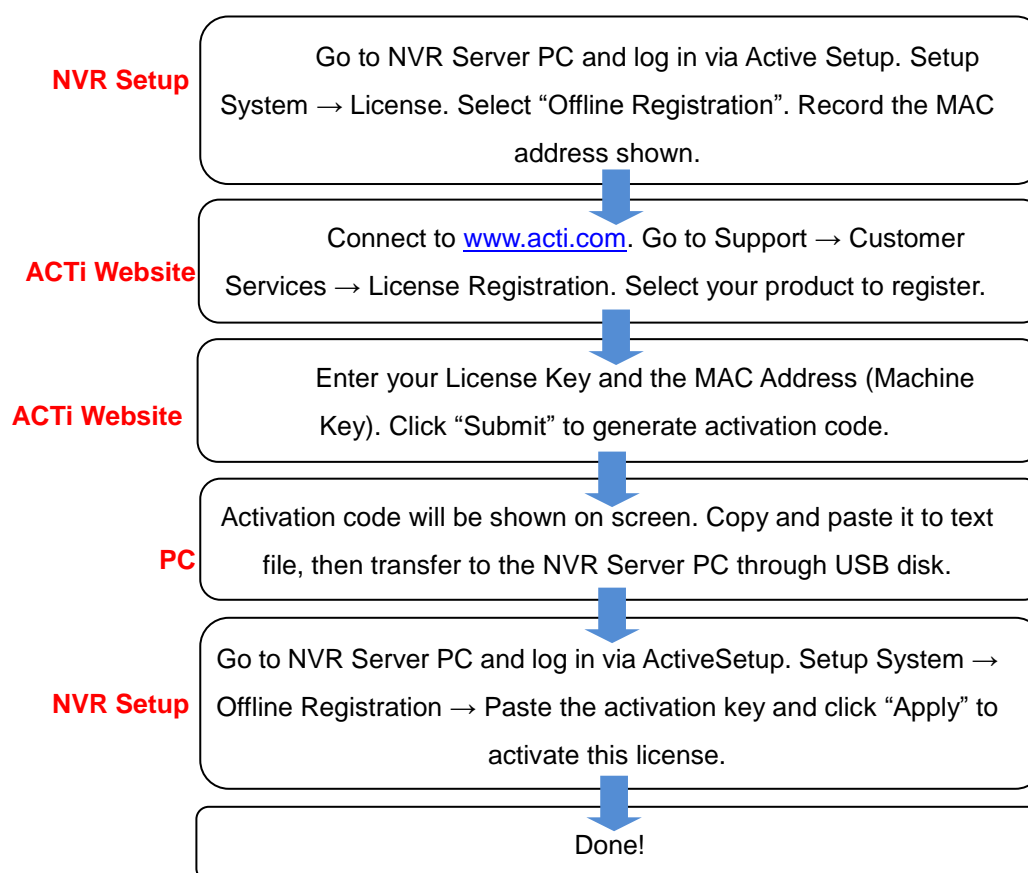 NVR Setup
Go to NVR Server PC and log in via Active Setup. Setup
System → License. Select “Offline Registration”. Record the MAC
address shown.
ACTi Website
Connect to www.acti.com. Go to Support → Customer
Services → License Registration. Select your product to register.
ACTi Website
Enter your License Key and the MAC Address (Machine
Key). Click “Submit” to generate activation code.
PC
Activation code will be shown on screen. Copy and paste it to text
file, then transfer to the NVR Server PC through USB disk.
NVR Setup
Go to NVR Server PC and log in via ActiveSetup. Setup System →
Offline Registration → Paste the activation key and click “Apply” to
activate this license.
Done!